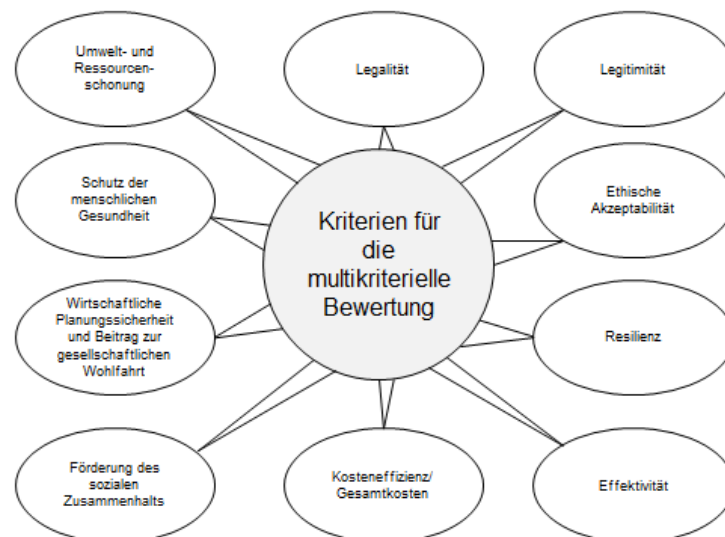 Umwelt- und
Ressourcen-
schonung
Legalität
Legitimität
Schutz der
menschlichen
Gesundheit
Ethische
Akzeptabilität
Kriterien für
die
multikriterielle
Bewertung
Wirtschaftliche
Planungssicherheit
und Beitrag zur
gesellschaftlichen
Wohlfahrt
Resilienz
Förderung des
sozialen
Zusammenhalts
Kosteneffizienz/
Gesamtkosten
Effektivität